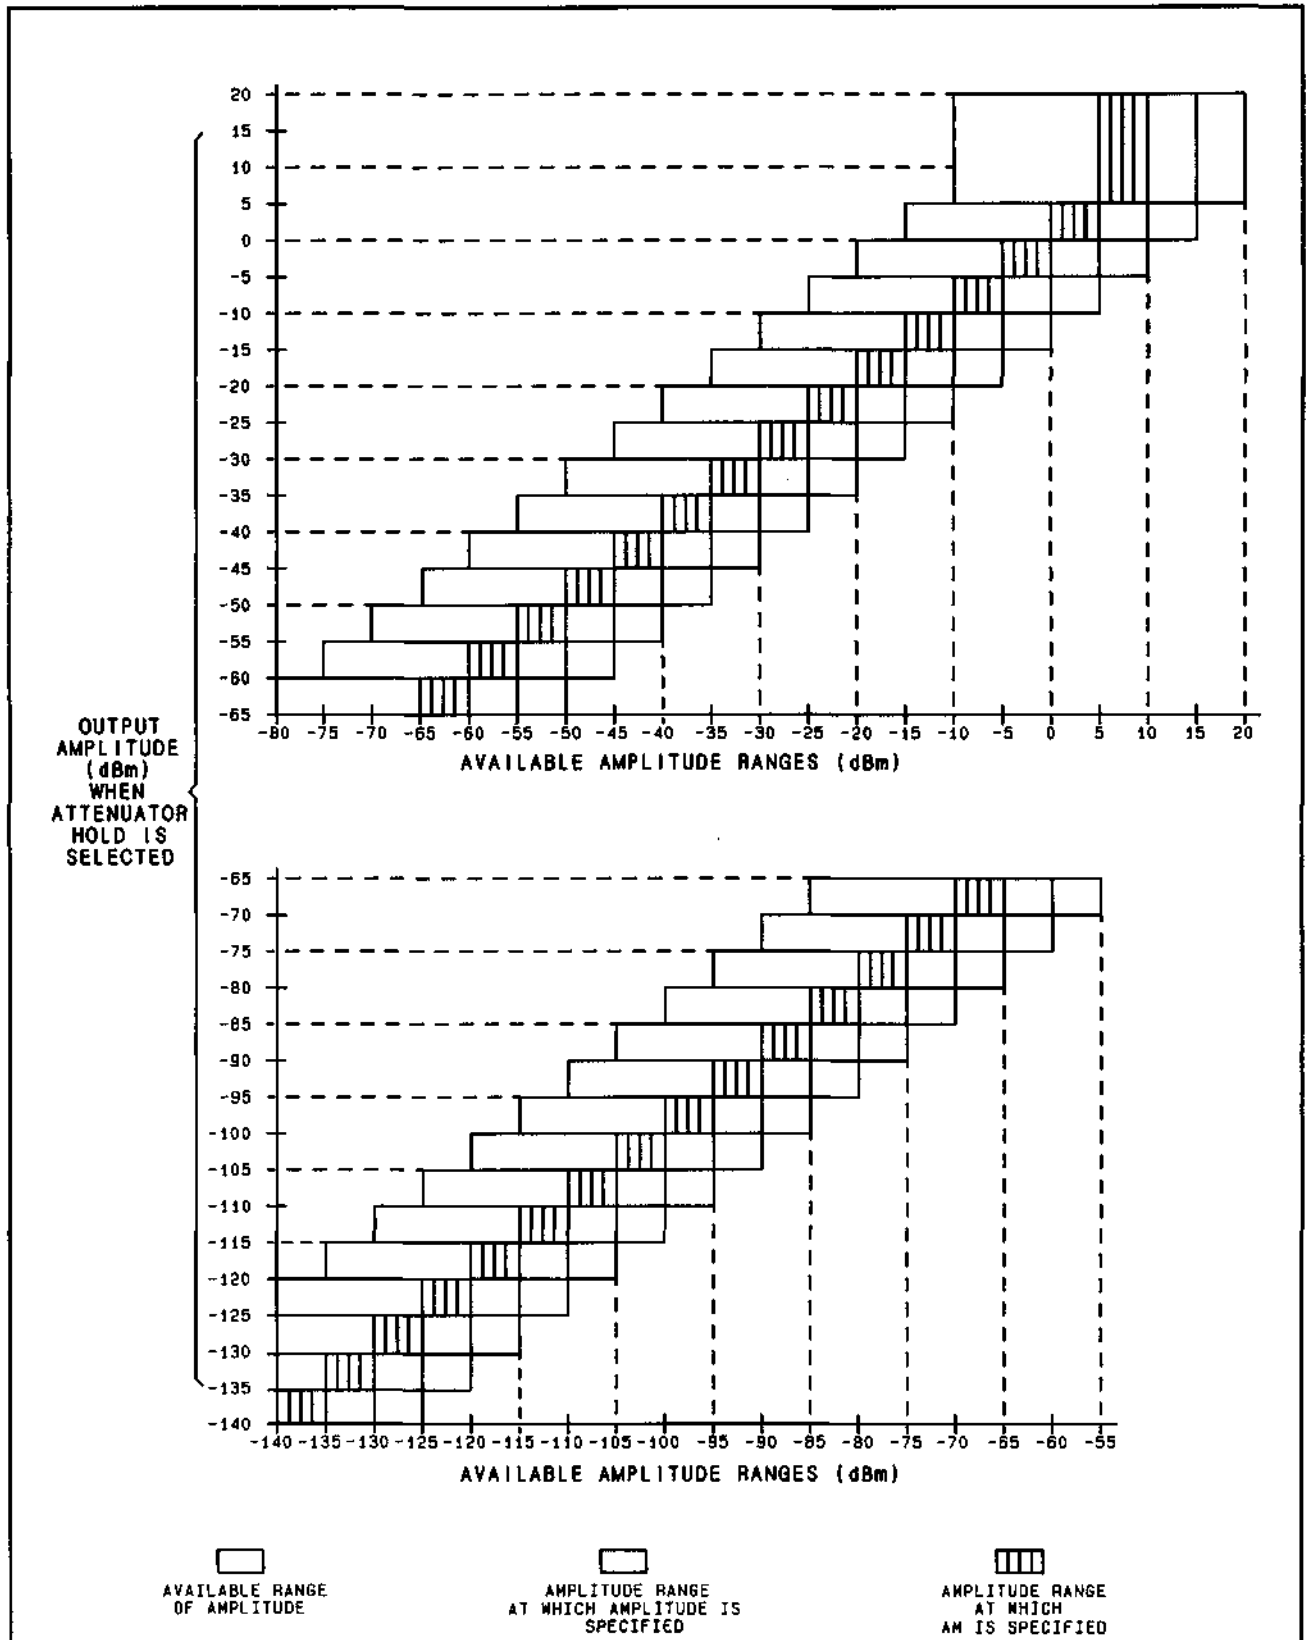 20
15
10
5
0
-5
-10
-15
-20
-25
-30
-35
-40
-45
-50
-55
-60
-65
-80 -75 -70 -65 -60 -55 -50 -45 -40 -35 -30 -25 -20 -15 -10 -5 0 5 10 15 20
AVAILABLE AMPLITUDE RANGES (dBm)
OUTPUT
AMPLITUDE
(dBm)
WHEN
ATTENUATOR
HOLD IS
SELECTED
-65
-70
-75
-80
-85
-90
-95
-100
-105
-110
-115
-120
-125
-130
-135
-140
-140 -135 -130 -125 -120 -115 -110 -105 -100 -95 -90 -85 -80 -75 -70 -65 -60 -55
AVAILABLE AMPLITUDE RANGES (dBm)
AVAILABLE RANGE
OF AMPLITUDE
AMPLITUDE RANGE
AT WHICH AMPLITUDE IS
SPECIFIED
AMPLITUDE RANGE
AT WHICH
AM IS SPECIFIED